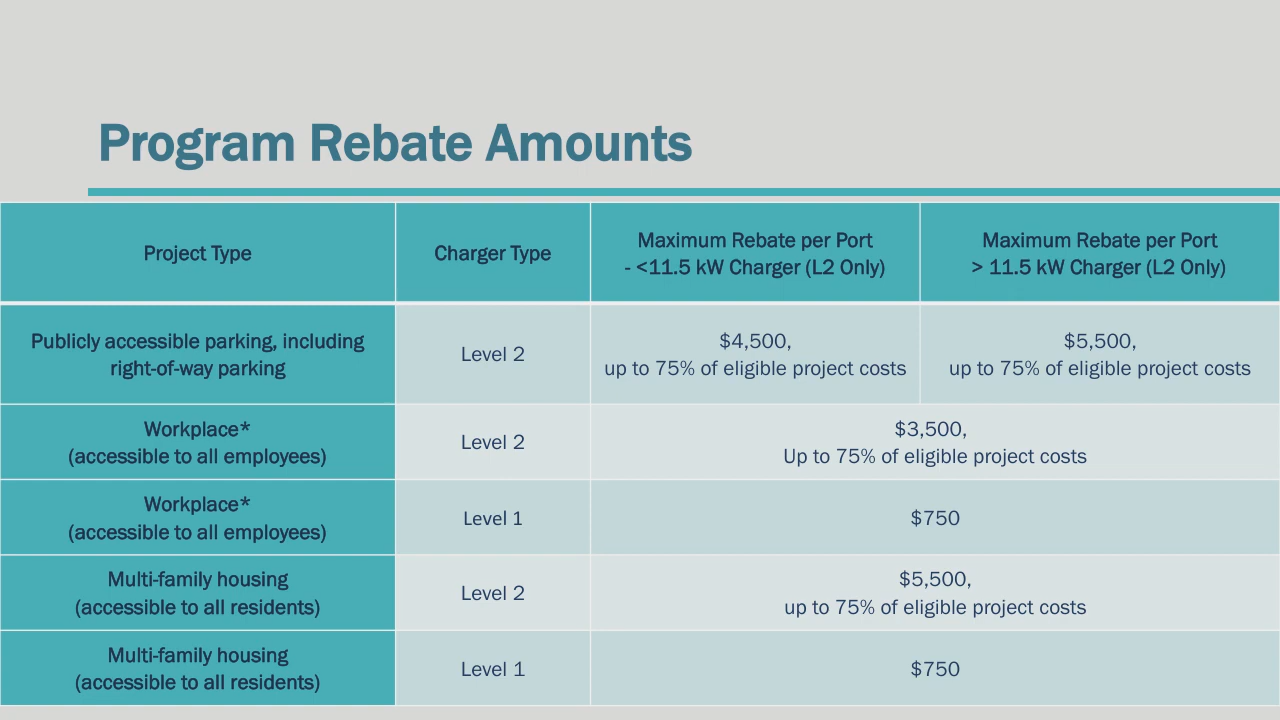 Program Rebate Amounts
Project Type
Charger Type
Maximum Rebate per Port
- <11.5 kW Charger (L2 Only)
Maximum Rebate per Port
> 11.5 kW Charger (L2 Only)
Publicly accessible parking, including
right-of-way parking
Level 2
$4,500,
up to 75% of eligible project costs
$5,500,
up to 75% of eligible project costs
Workplace*
(accessible to all employees)
Level 2
$3,500,
Up to 75% of eligible project costs
Workplace*
(accessible to all employees)
Level 1
$750
Multi-family housing
(accessible to all residents)
Level 2
$5,500,
up to 75% of eligible project costs
Multi-family housing
(accessible to all residents)
Level 1
$750